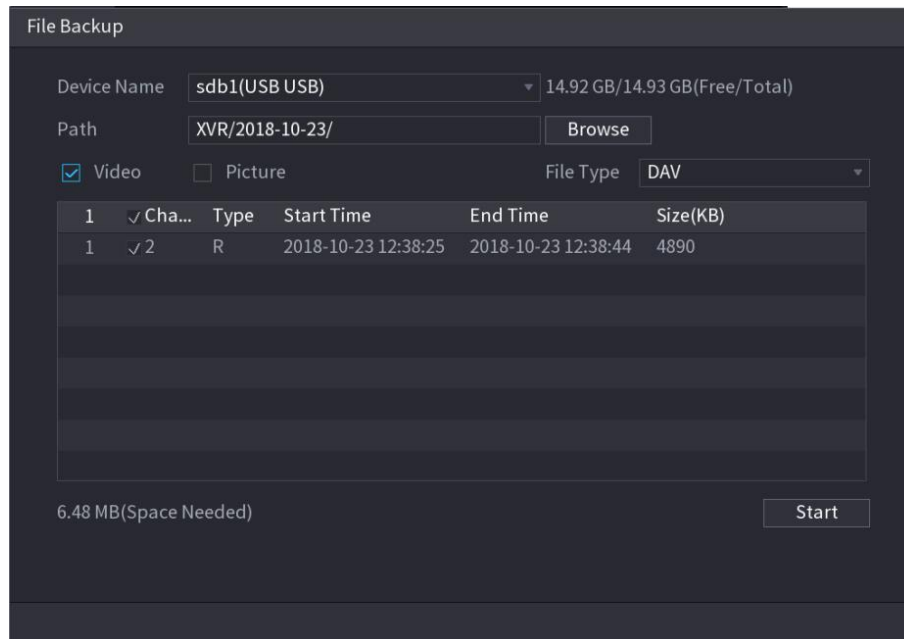 File Backup
Device Name sdb1(USB USB) 14.92 GB/14.93 GB(Free/Total)
Path XVR/2018-10-23/ Browse
Video Picture File Type DAV
1 Cha... Type Start Time End Time Size(KB)
1 2 R 2018-10-23 12:38:25 2018-10-23 12:38:44 4890
6.48 MB(Space Needed) Start